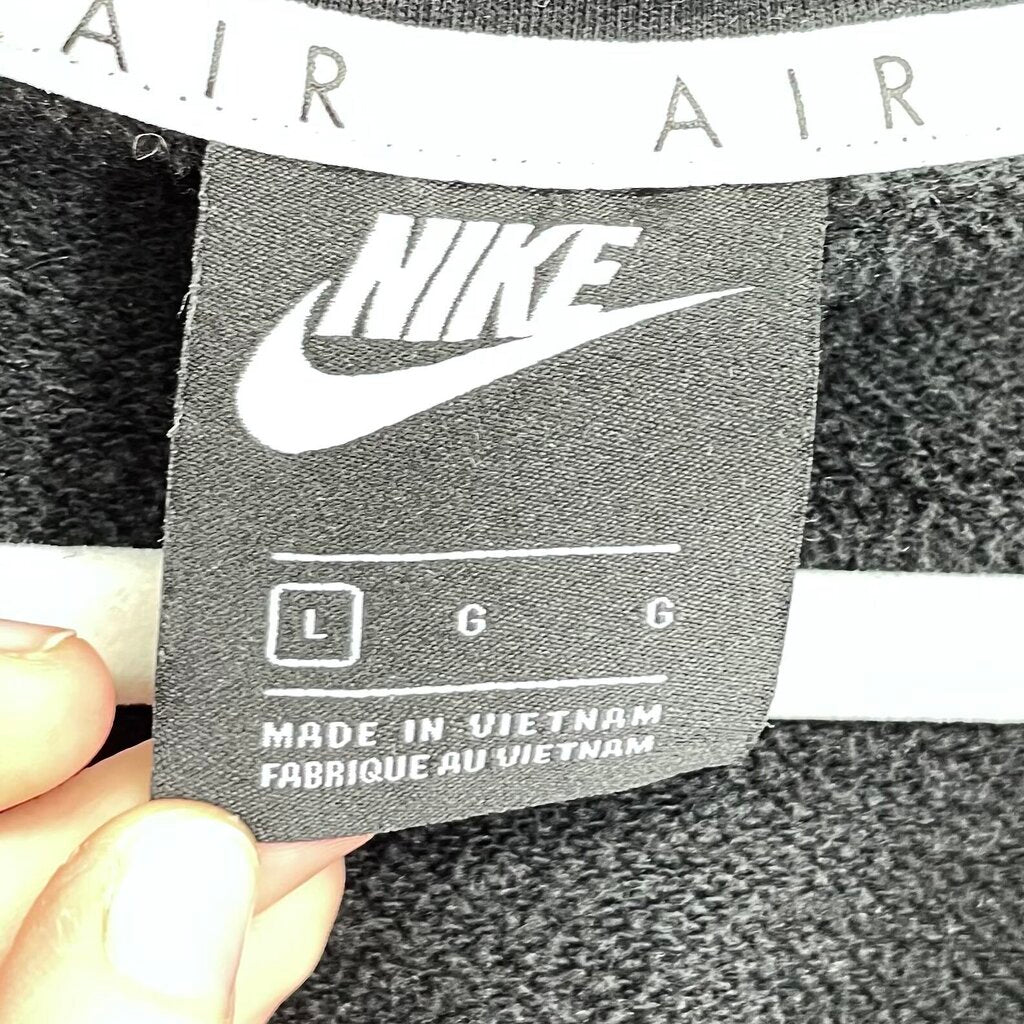 AIR AIR
NIKE
L G G
MADE IN VIETNAM
FABRIQUE AU VIETNAM